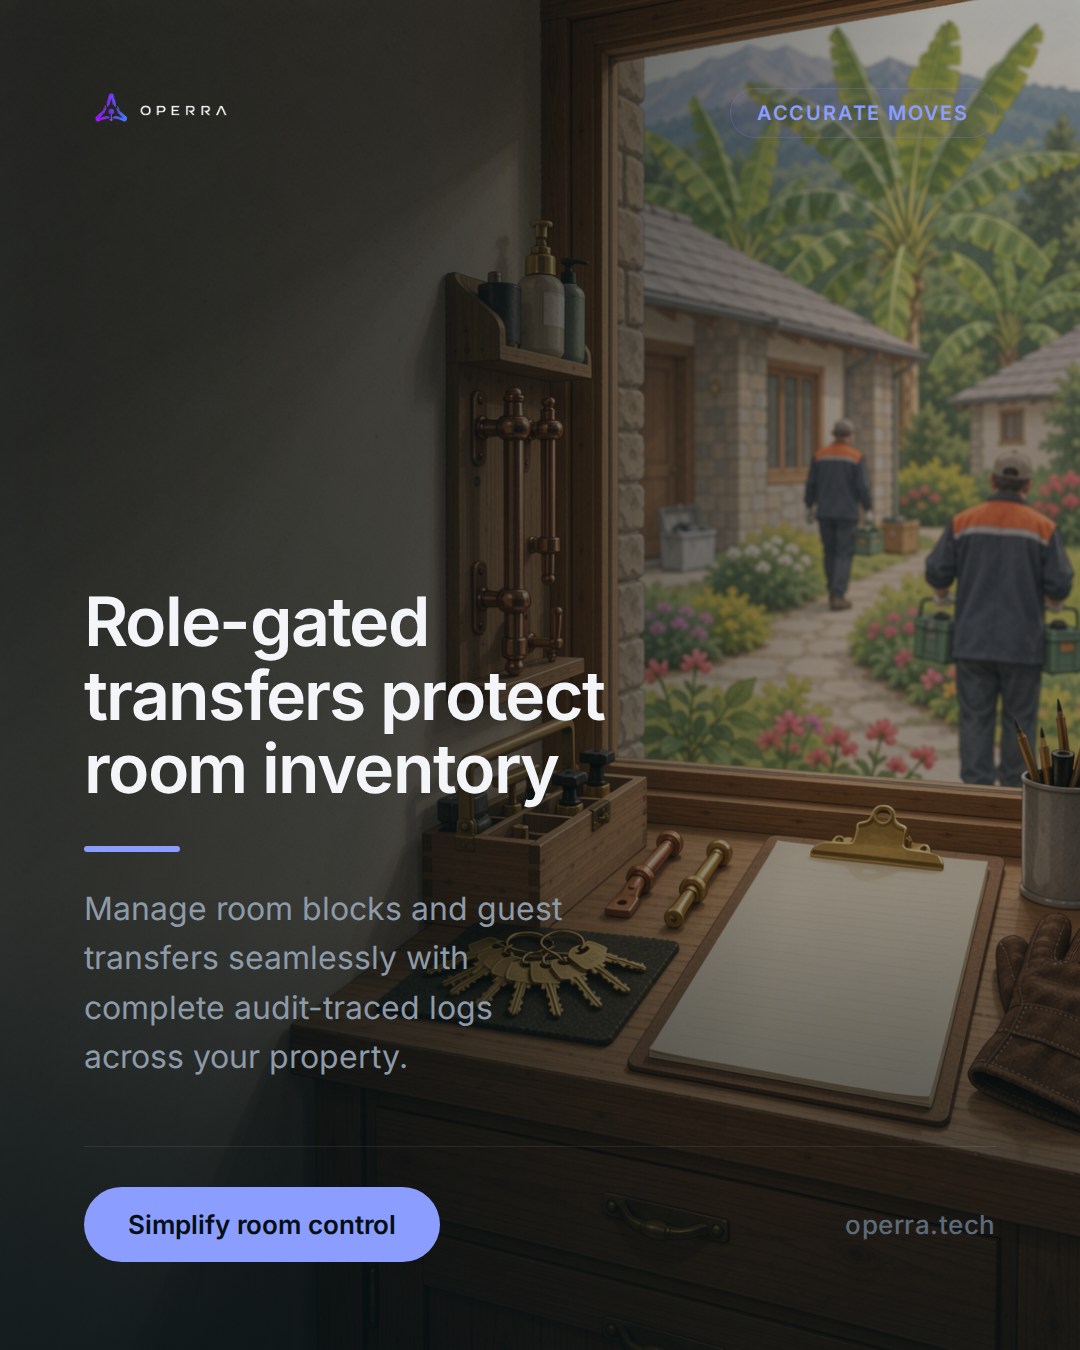 OPERRA
ACCURATE MOVES
Role-gated
transfers protect
room inventory
Manage room blocks and guest
transfers seamlessly with
complete audit-traced logs
across your property.
Simplify room control
operra.tech